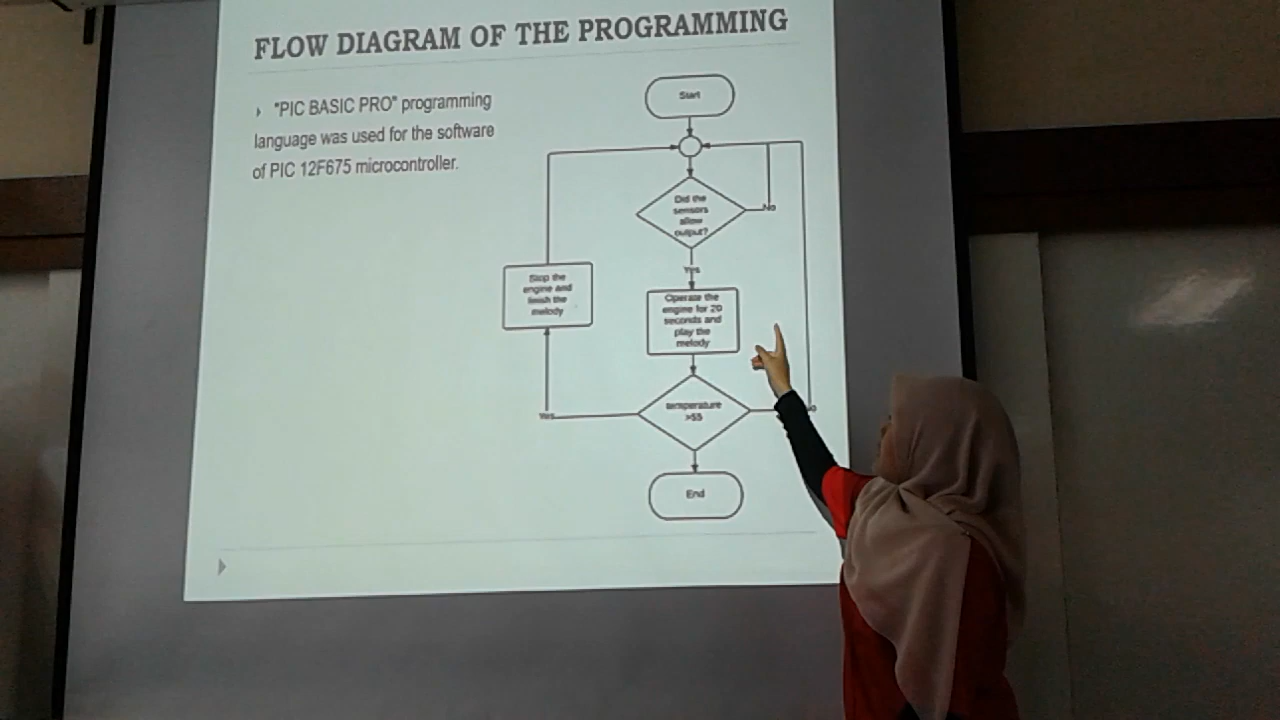 FLOW DIAGRAM OF THE PROGRAMMING
"PIC BASIC PRO" programming
language was used for the software
of PIC 12F675 microcontroller.
Start
Did the
sensors
allow
output?
No
Yes
Stop the
engine and
finish the
melody
Operate the
engine for 20
seconds and
play the
melody
temperature
>55
Yes
End